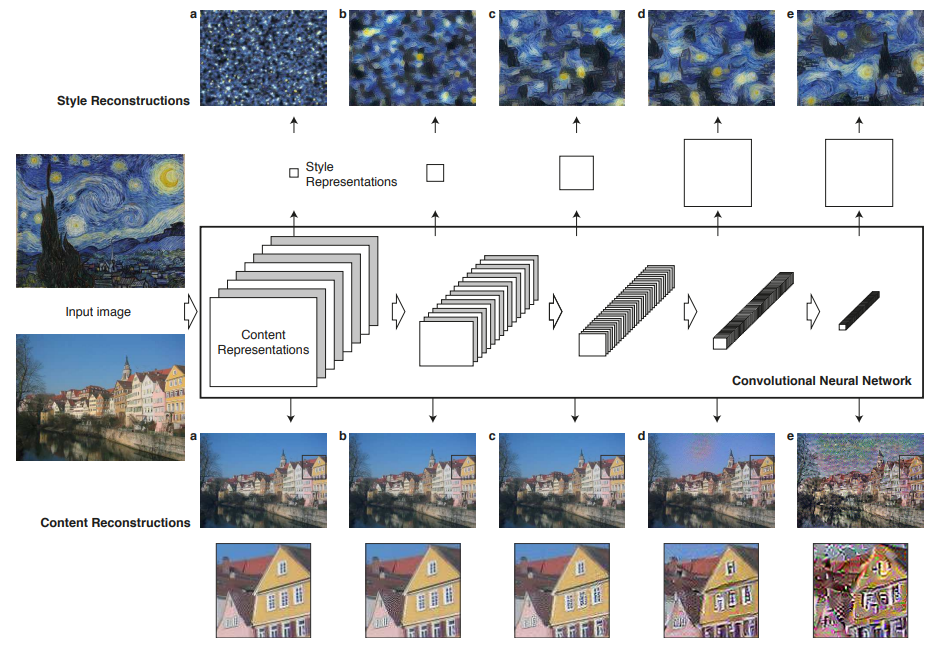 a
b
c
d
e
Style Reconstructions
Style
Representations
Input image
Content
Representations
Convolutional Neural Network
a
b
c
d
e
Content Reconstructions